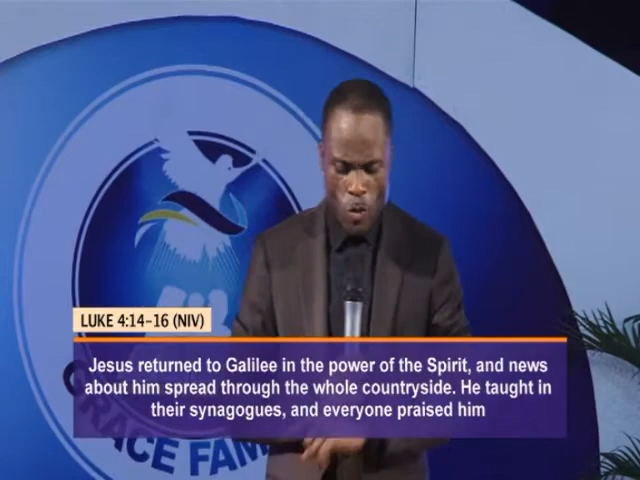 LUKE 4:14-16 (NIV)
Jesus returned to Galilee in the power of the Spirit, and news
about him spread through the whole countryside. He taught in
their synagogues, and everyone praised him
GRACE FAM